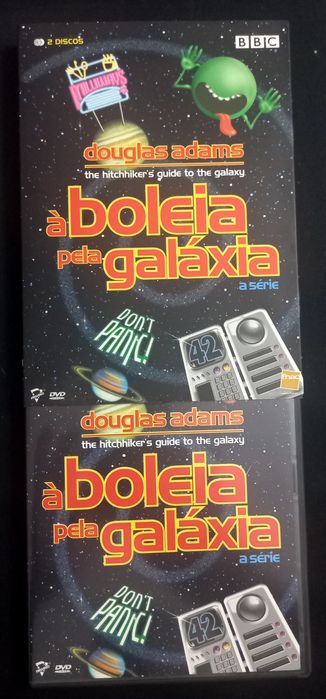 2 DISCOS
BBC
MILLIWAYS
douglas adams
the hitchhiker's guide to the galaxy
à boleia
pela galáxia
a série
DON'T
PANIC!
42
fnac
DVD
douglas adams
the hitchhiker's guide to the galaxy
à boleia
pela galáxia
a série
DON'T
PANIC!
42
DVD